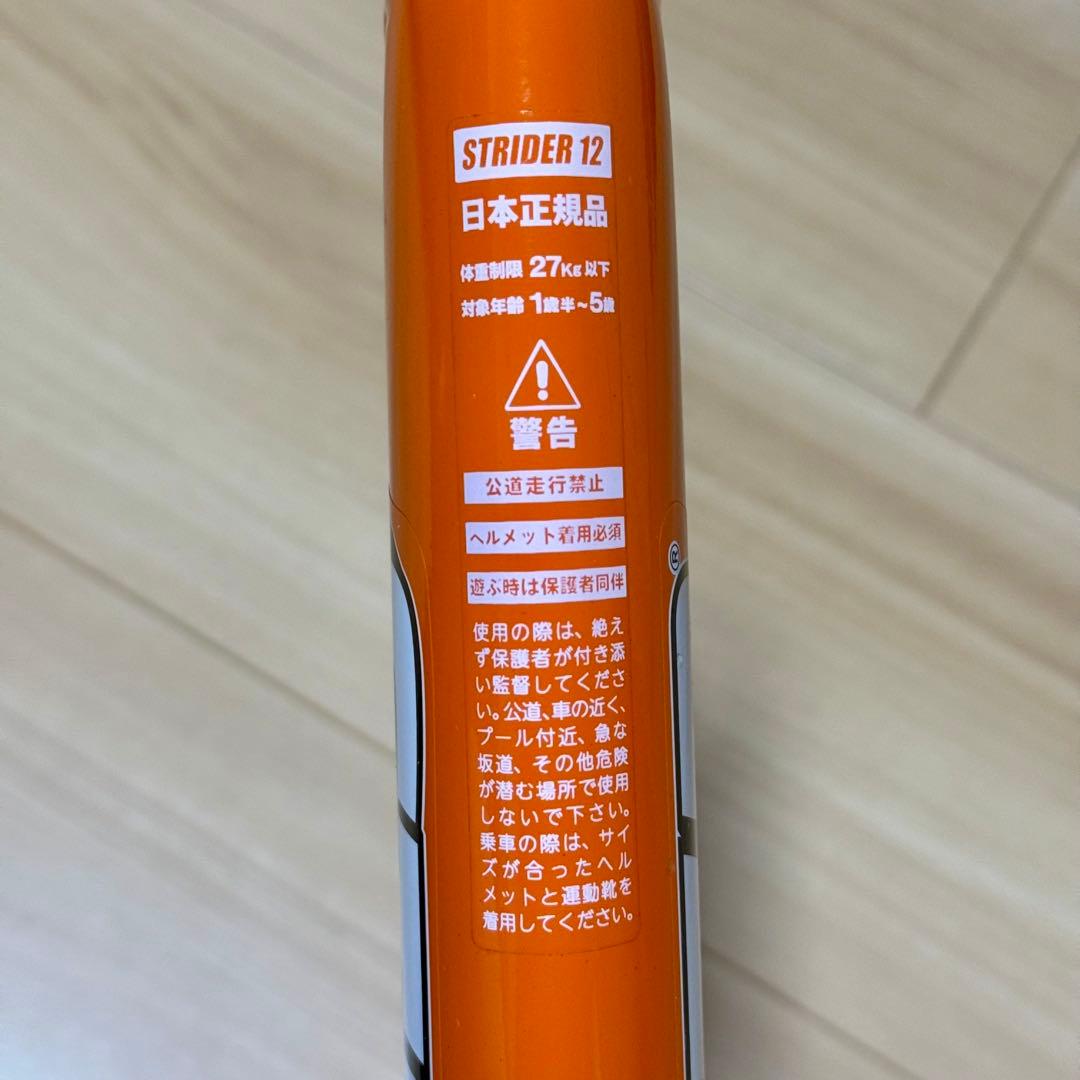 STRIDER 12
日本正規品
体重制限 27Kg 以下
対象年齢 1歳半~5歳
警告
公道走行禁止
ヘルメット着用必須
遊ぶ時は保護者同伴
使用の際は、絶え
ず保護者が付き添
い監督してくださ
い。公道、車の近く、
プール付近、急な
坂道、その他危険
が潜む場所で使用
しないで下さい。
乗車の際は、サイ
ズが合ったヘル
メットと運動靴を
着用してください。
®